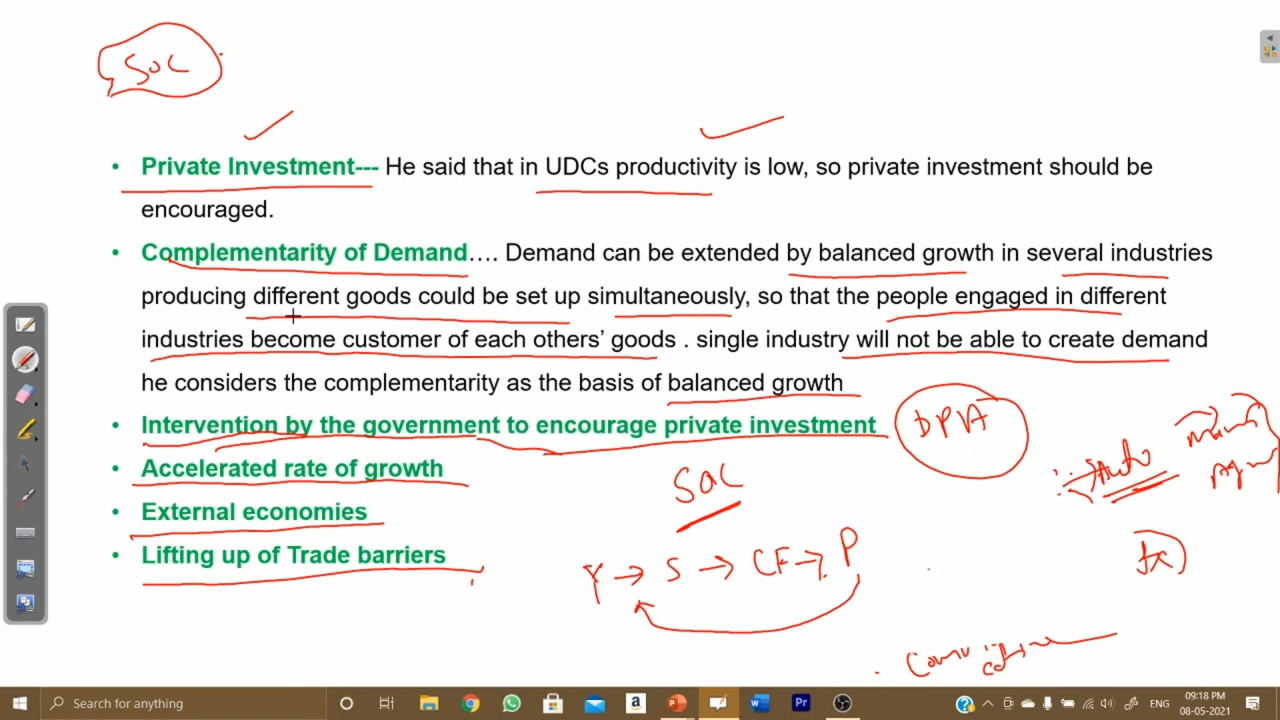 SOC
• Private Investment--- He said that in UDCs productivity is low, so private investment should be
encouraged.
• Complementarity of Demand…. Demand can be extended by balanced growth in several industries
producing different goods could be set up simultaneously, so that the people engaged in different
industries become customer of each others’ goods . single industry will not be able to create demand
he considers the complementarity as the basis of balanced growth
• Intervention by the government to encourage private investment
• Accelerated rate of growth
• External economies
• Lifting up of Trade barriers
SOC
Y → S → CF → P
Search for anything
ENG
09:18 PM
08-05-2021